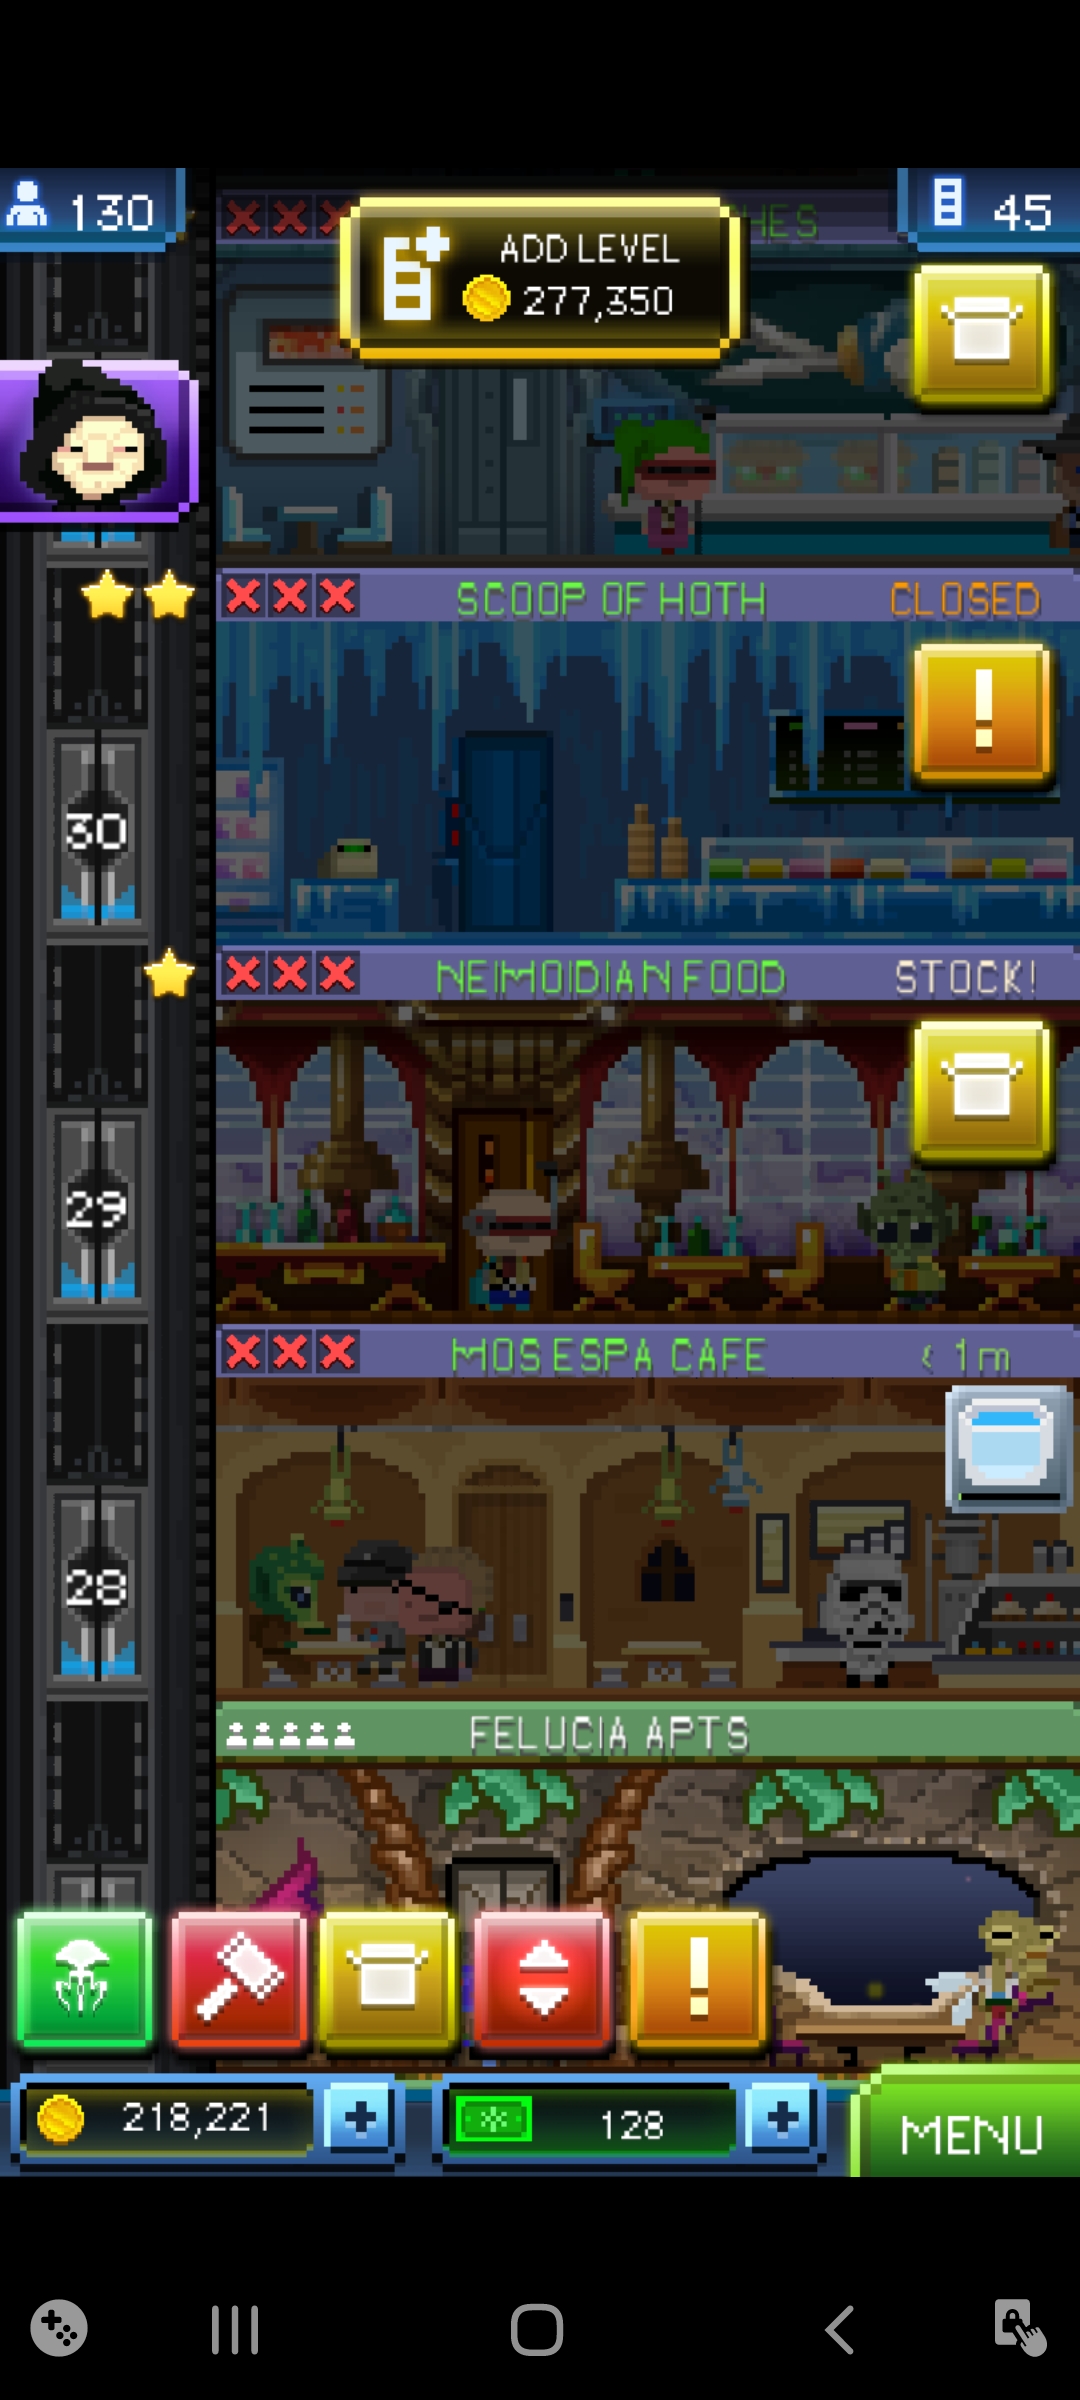 130
45
ADD LEVEL
277,350
SCOOP OF HOTH CLOSED
30
NEIMOIDIAN FOOD STOCK!
29
MOS ESPA CAFE < 1m
28
FELUCIA APTS
218,221
128
MENU